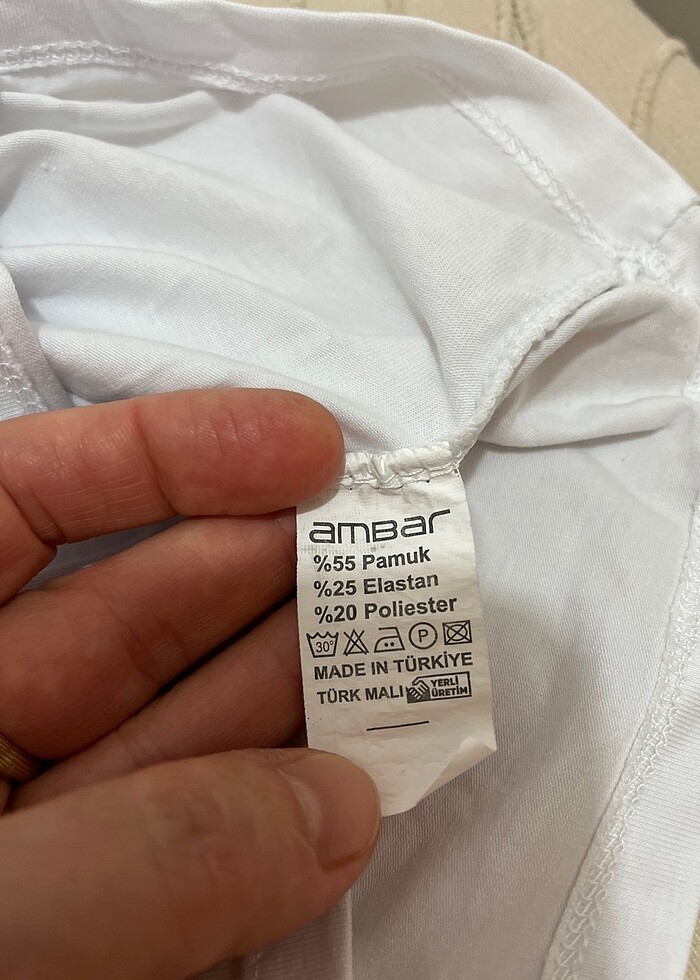 ambar
%55 Pamuk
%25 Elastan
%20 Poliester
30° P
MADE IN TÜRKİYE
TÜRK MALI YERLİ ÜRETİM